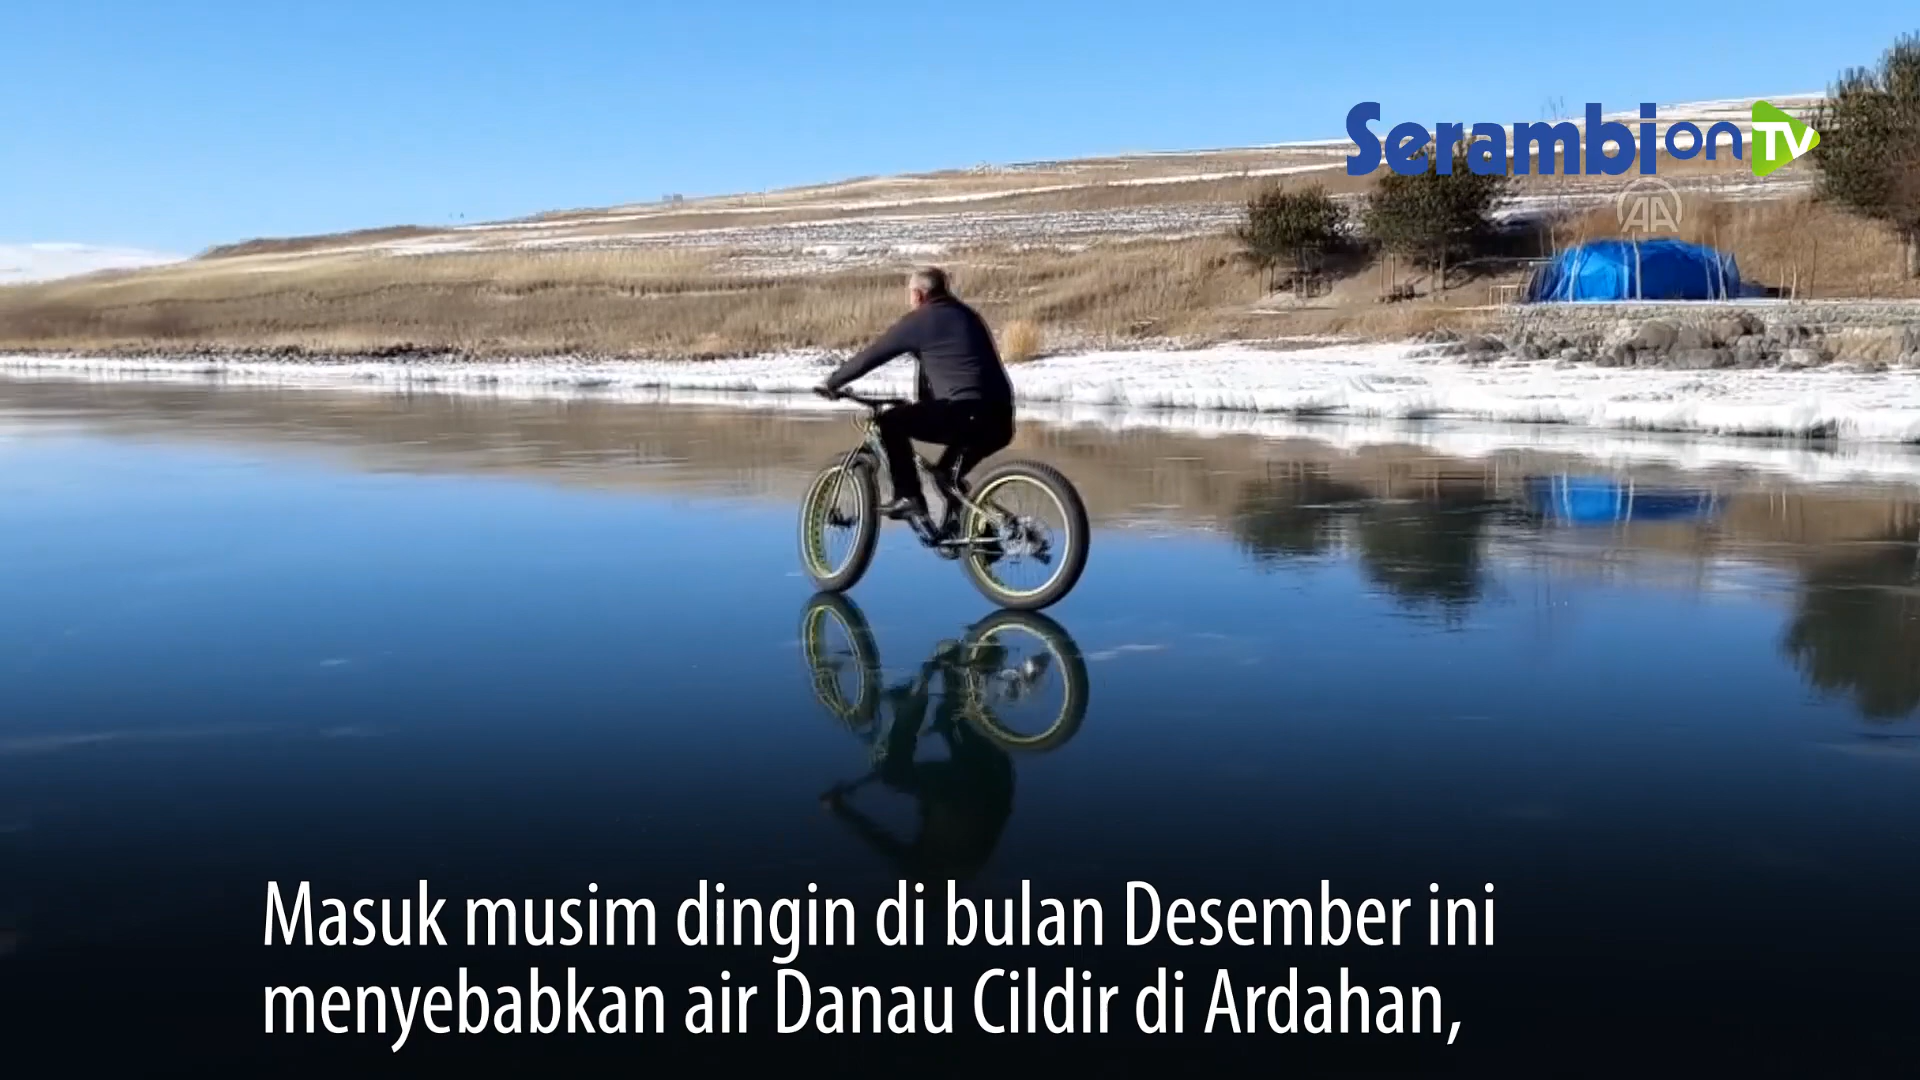 Serambi on TV
AA
Masuk musim dingin di bulan Desember ini
menyebabkan air Danau Cildir di Ardahan,